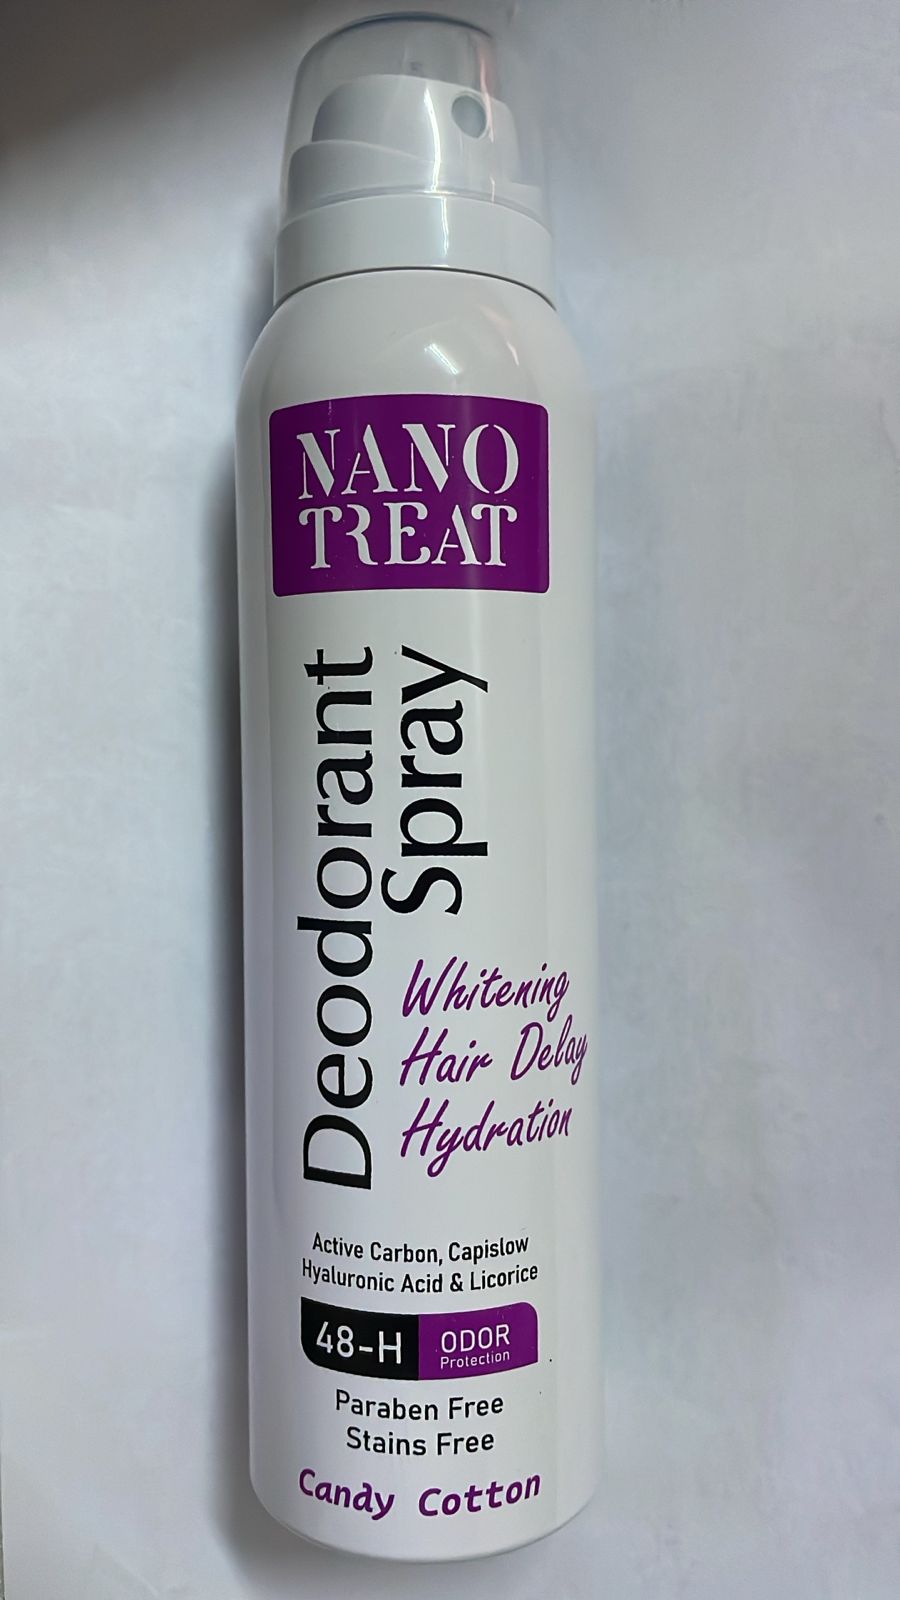 NANO
TREAT
Deodorant
Spray
Whitening
Hair Delay
Hydration
Active Carbon, Capislow
Hyaluronic Acid & Licorice
48-H
ODOR
Protection
Paraben Free
Stains Free
Candy Cotton